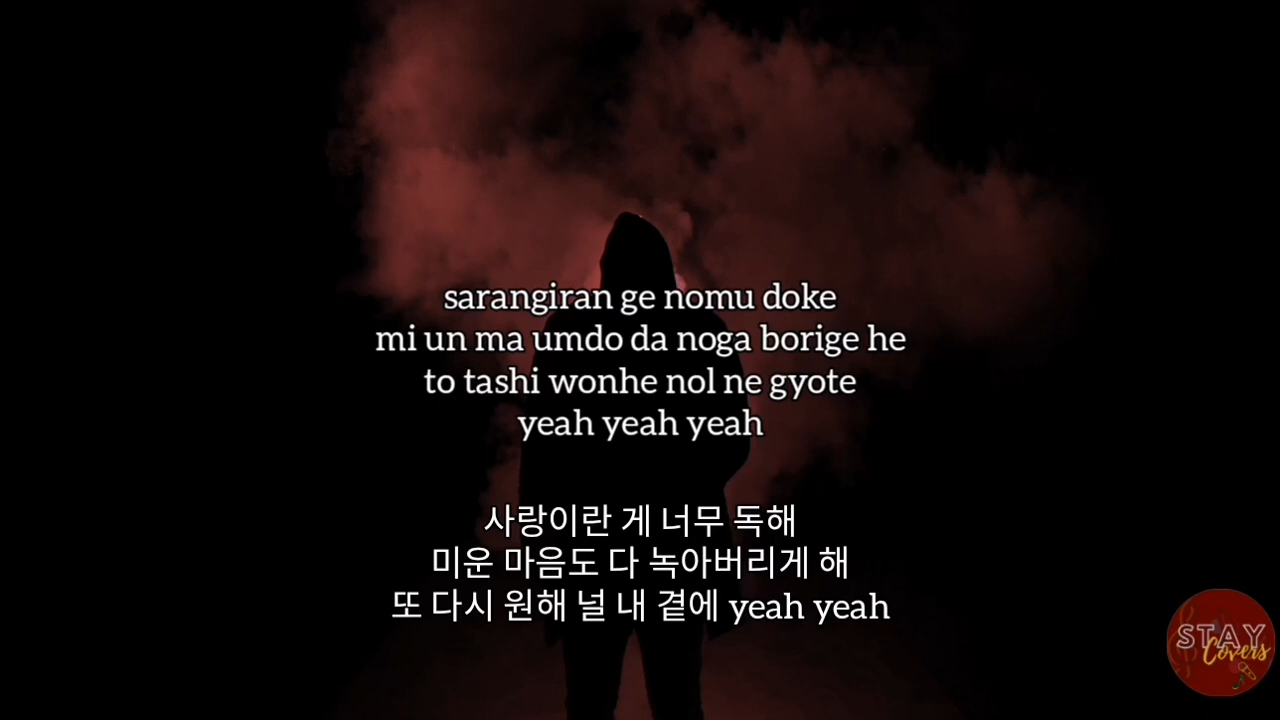 sarangiran ge nomu doke
mi un ma umdo da noga borige he
to tashi wonhe nol ne gyote
yeah yeah yeah
사랑이란 게 너무 독해
미운 마음도 다 녹아버리게 해
또 다시 원해 널 내 곁에 yeah yeah
STAY
Covers